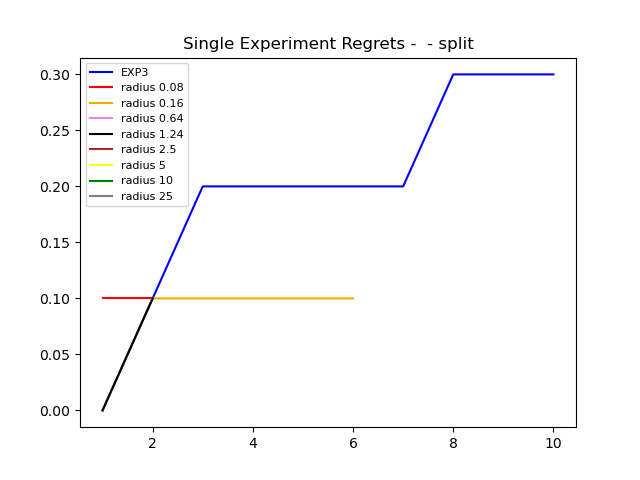 Single Experiment Regrets -  - split
EXP3
radius 0.08
radius 0.16
radius 0.64
radius 1.24
radius 2.5
radius 5
radius 10
radius 25
0.30
0.25
0.20
0.15
0.10
0.05
0.00
2 4 6 8 10